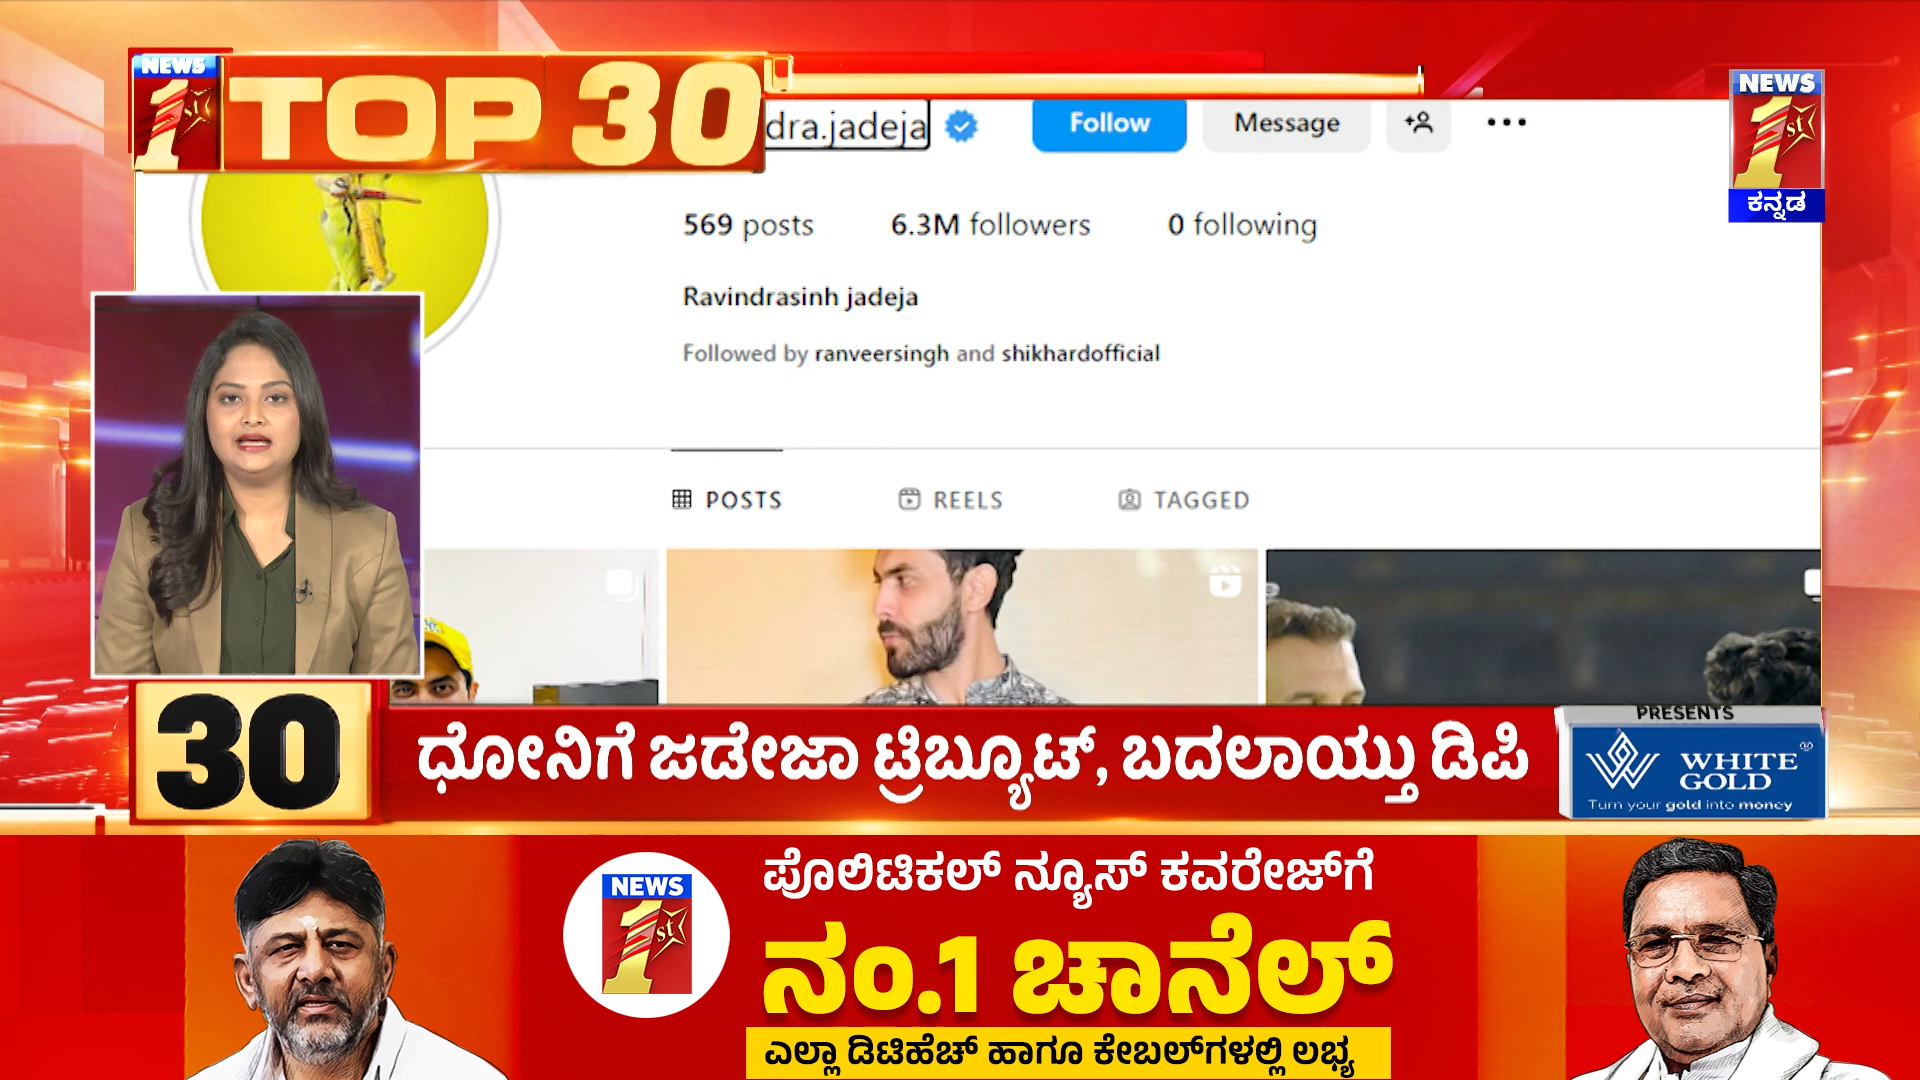 NEWS
1st
TOP 30
dra.jadeja
Follow
Message
NEWS
1st
ಕನ್ನಡ
569 posts
6.3M followers
0 following
Ravindrasinh jadeja
Followed by ranveersingh and shikhardofficial
POSTS
REELS
TAGGED
30
ಧೋನಿಗೆ ಜಡೇಜಾ ಟ್ರಿಬ್ಯೂಟ್, ಬದಲಾಯ್ತು ಡಿಪಿ
PRESENTS
WHITE
GOLD
Turn your gold into money
NEWS
1st
ಪೊಲಿಟಿಕಲ್ ನ್ಯೂಸ್ ಕವರೇಜ್‌ಗೆ
ನಂ.1 ಚಾನೆಲ್
ಎಲ್ಲಾ ಡಿಟಿಹೆಚ್ ಹಾಗೂ ಕೇಬಲ್‌ಗಳಲ್ಲಿ ಲಭ್ಯ